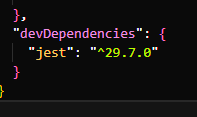 },
"devDependencies": {
"jest": "^29.7.0"
}
}